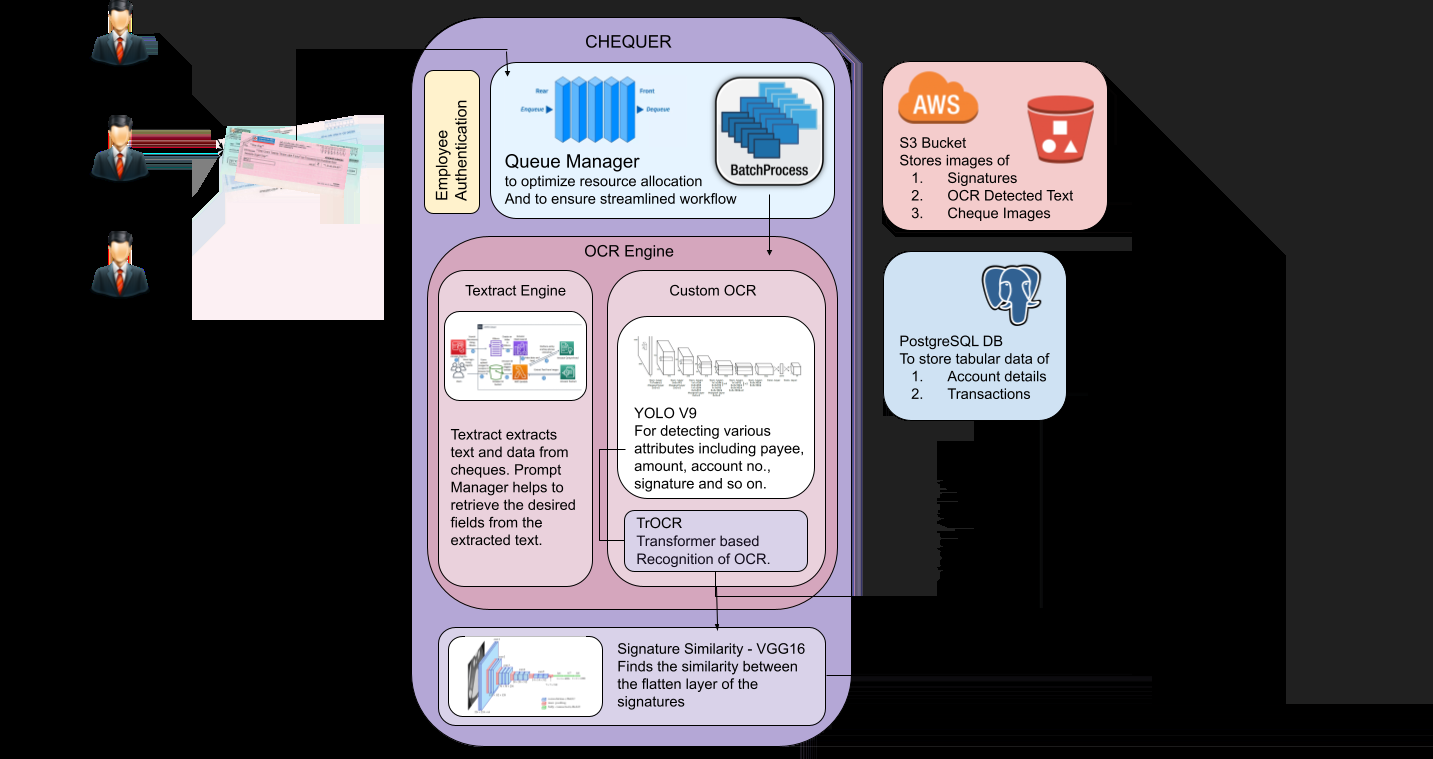 CHEQUER
Employee
Authentication
Rear
Front
Enqueue
Dequeue
BatchProcess
Queue Manager
to optimize resource allocation
And to ensure streamlined workflow
OCR Engine
Textract Engine
Textract extracts
text and data from
cheques. Prompt
Manager helps to
retrieve the desired
fields from the
extracted text.
Custom OCR
YOLO V9
For detecting various
attributes including payee,
amount, account no.,
signature and so on.
TrOCR
Transformer based
Recognition of OCR.
Signature Similarity - VGG16
Finds the similarity between
the flatten layer of the
signatures
AWS
S3 Bucket
Stores images of
1. Signatures
2. OCR Detected Text
3. Cheque Images
PostgreSQL DB
To store tabular data of
1. Account details
2. Transactions